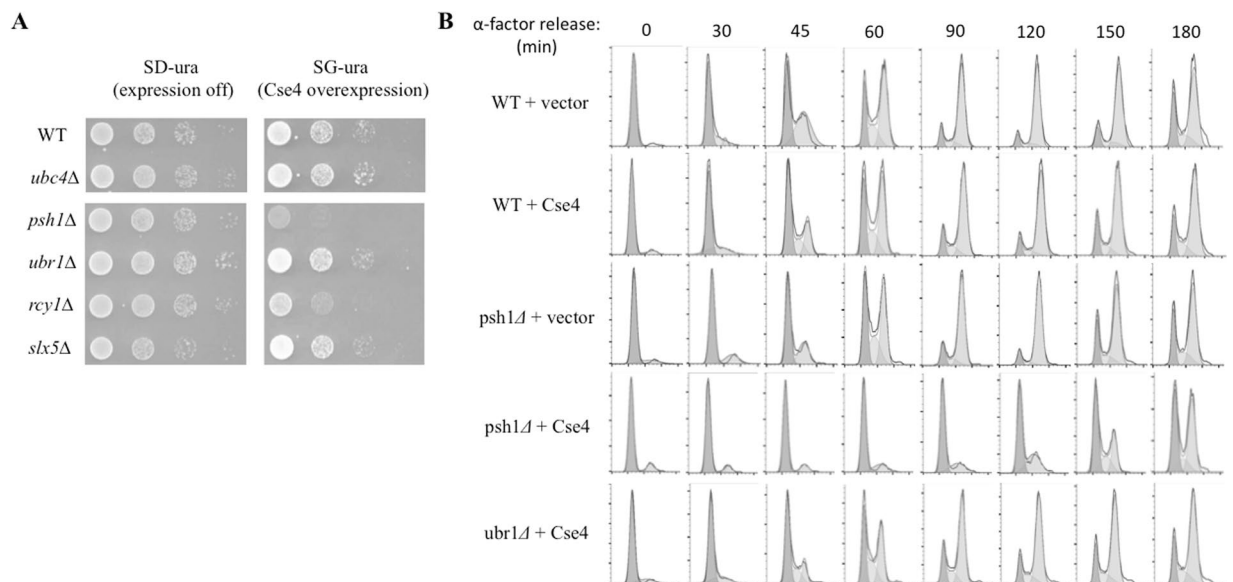 A
SD-ura
(expression off)
SG-ura
(Cse4 overexpression)
WT
ubc4Δ
psh1Δ
ubr1Δ
rcy1Δ
slx5Δ
B
α-factor release:
(min)
0 30 45 60 90 120 150 180
WT + vector
WT + Cse4
psh1Δ + vector
psh1Δ + Cse4
ubr1Δ + Cse4